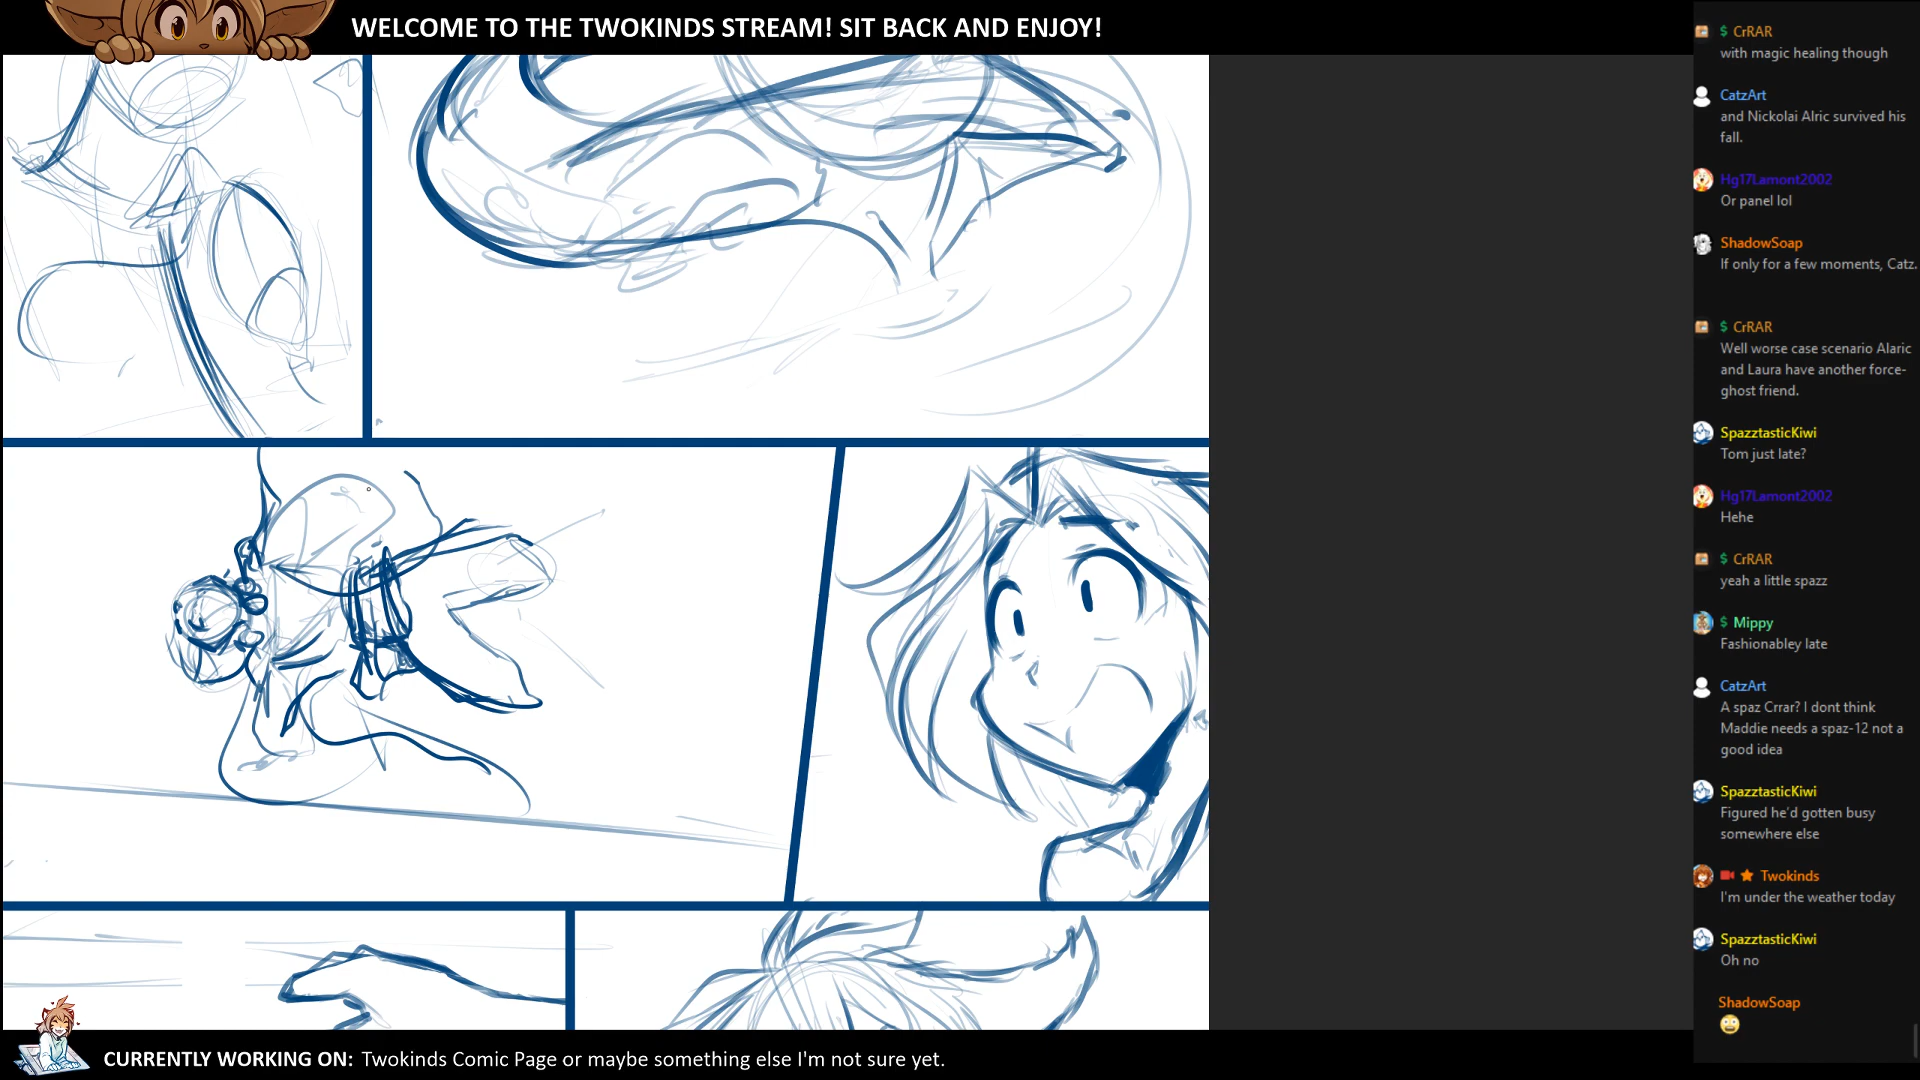 WELCOME TO THE TWOKINDS STREAM! SIT BACK AND ENJOY!
$ CrRAR
with magic healing though
CatzArt
and Nickolai Alric survived his
fall.
Hg17Lamont2002
Or panel lol
ShadowSoap
If only for a few moments, Catz.
$ CrRAR
Well worse case scenario Alaric
and Laura have another force-
ghost friend.
SpazztasticKiwi
Tom just late?
Hg17Lamont2002
Hehe
$ CrRAR
yeah a little spazz
$ Mippy
Fashionabley late
CatzArt
A spaz Crrar? I dont think
Maddie needs a spaz-12 not a
good idea
SpazztasticKiwi
Figured he'd gotten busy
somewhere else
Twokinds
I'm under the weather today
SpazztasticKiwi
Oh no
ShadowSoap
CURRENTLY WORKING ON: Twokinds Comic Page or maybe something else I'm not sure yet.